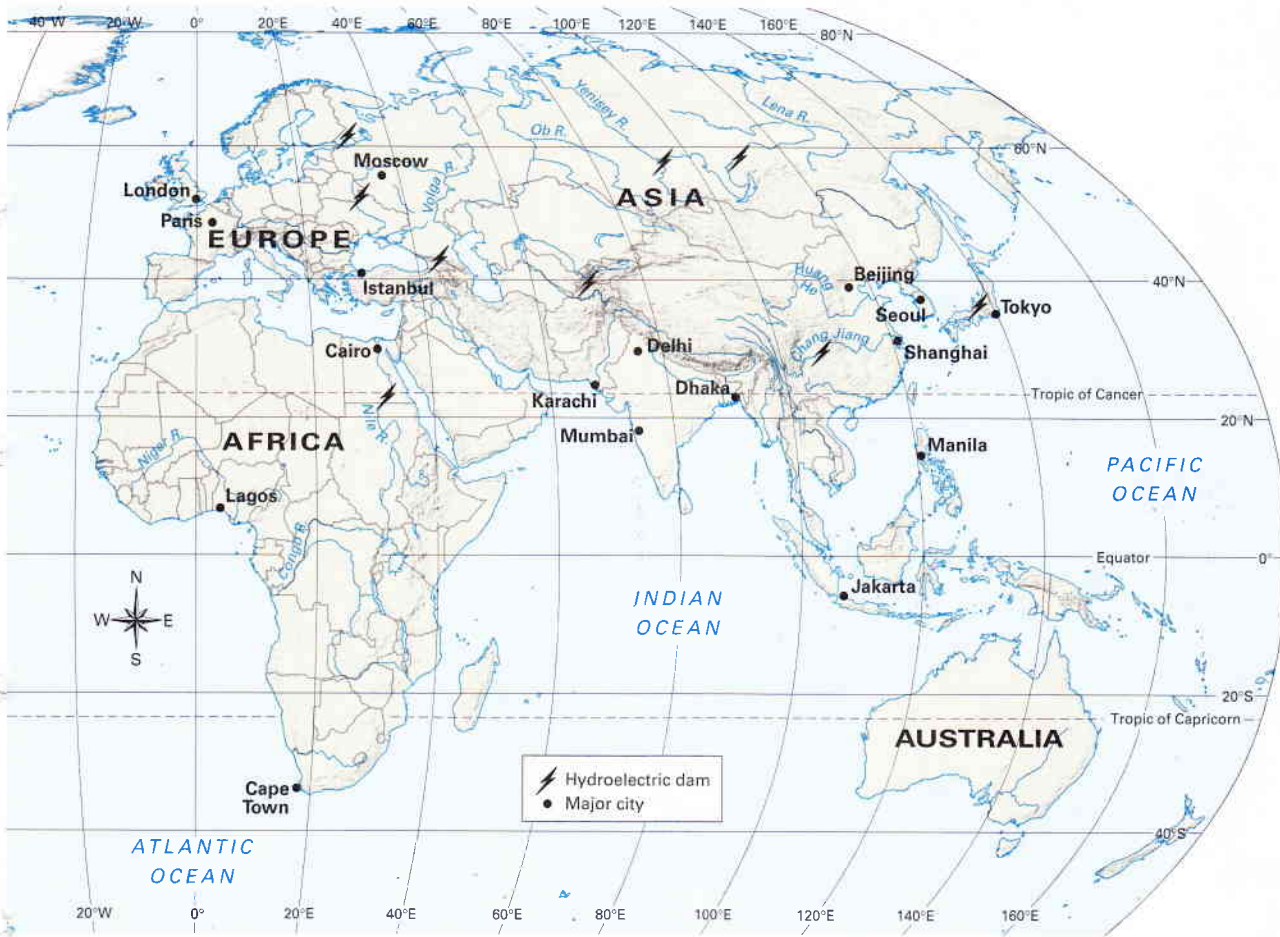 40°W 0° 20°E 40°E 60°E 80°E 100°E 120°E 140°E 160°E
80°N
Yenisey R.
Lena R.
Ob R.
60°N
Moscow
Volga R.
London
ASIA
Paris
EUROPE
Huang He
Beijing
40°N
Istanbul
Seoul
Tokyo
Chang Jiang
Cairo
Delhi
Shanghai
Karachi
Dhaka
Tropic of Cancer
Nile R.
20°N
Mumbai
AFRICA
Manila
Niger R.
PACIFIC
OCEAN
Lagos
Congo R.
Equator
0°
N
W E
S
INDIAN
OCEAN
Jakarta
20°S
Tropic of Capricorn
AUSTRALIA
Hydroelectric dam
Major city
Cape
Town
40°S
ATLANTIC
OCEAN
20°W 0° 20°E 40°E 60°E 80°E 100°E 120°E 140°E 160°E